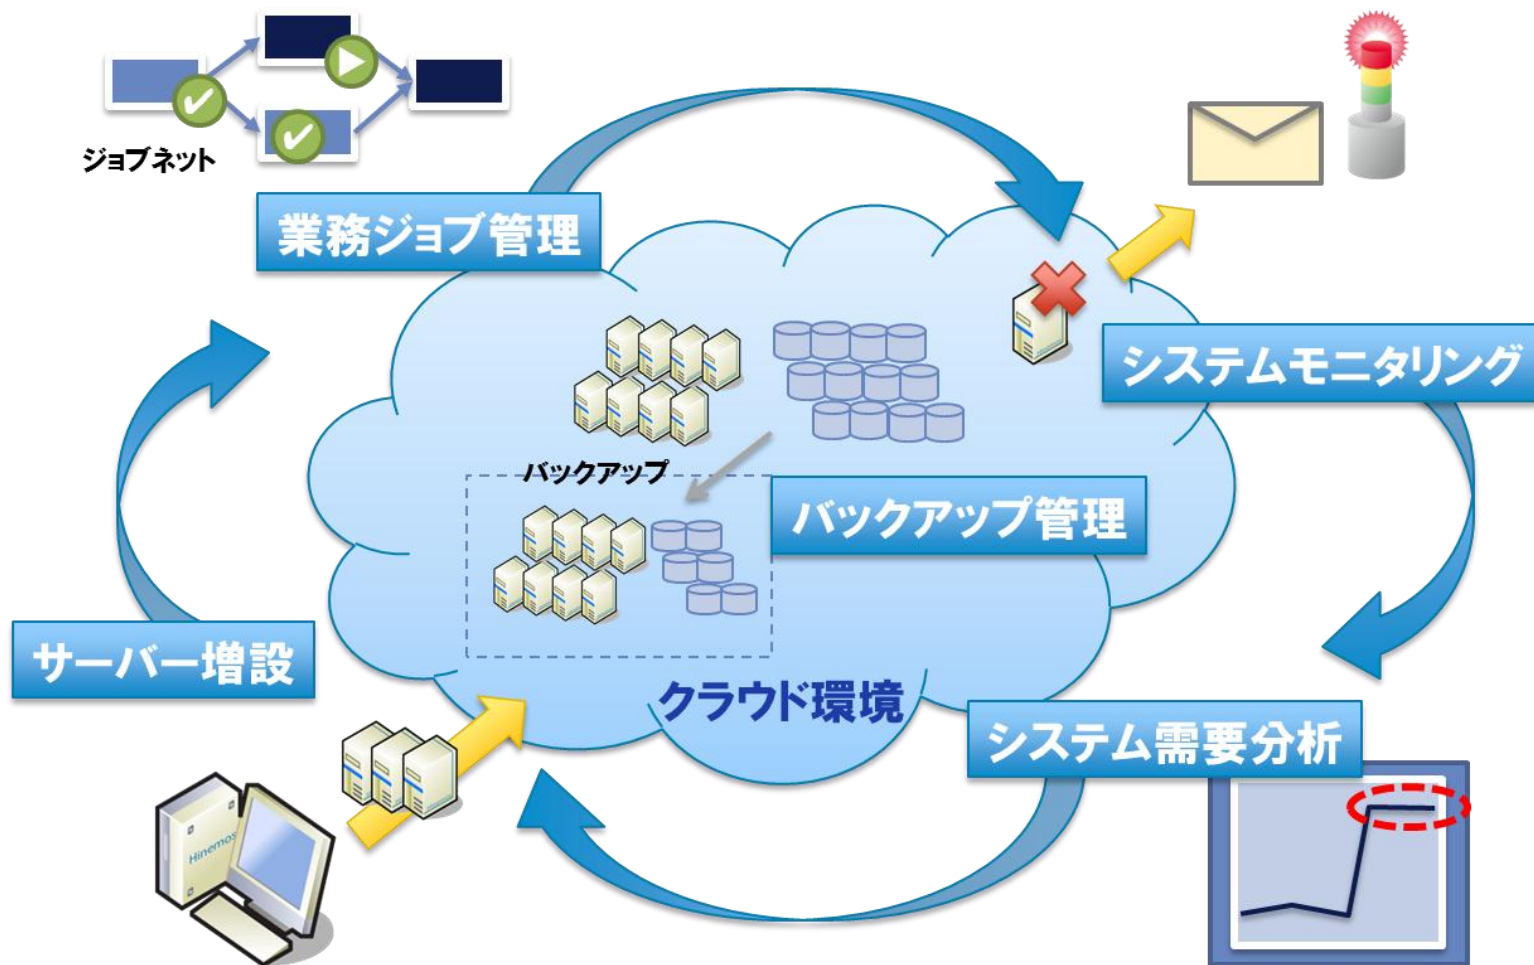 ジョブネット
業務ジョブ管理
システムモニタリング
バックアップ
バックアップ管理
サーバー増設
クラウド環境
システム需要分析
Hinemos